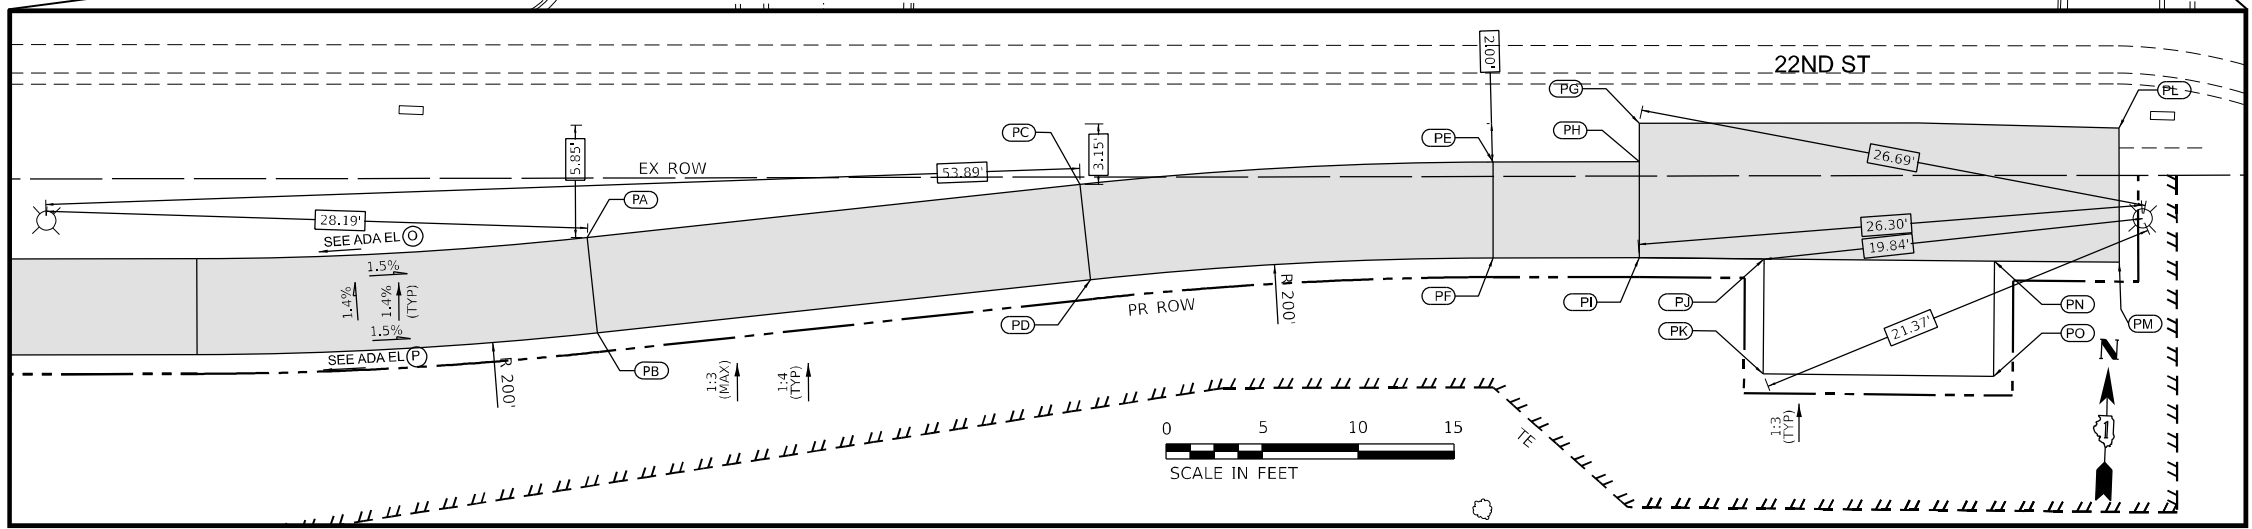 2.00'
22ND ST
PG
PL
PC
PH
PE
5.85'
3.15'
EX ROW
53.89'
26.69'
PA
28.19'
26.30'
SEE ADA EL O
19.84'
1.5%
1.4%
1.4%
(TYP)
R 200'
PF
PI
PJ
PN
PR ROW
PD
PK
PM
PO
1.5%
21.37'
SEE ADA EL P
R 200'
PB
1:3
(MAX)
1:4
(TYP)
N
1:3
(TYP)
0 5 10 15
SCALE IN FEET
TE
1